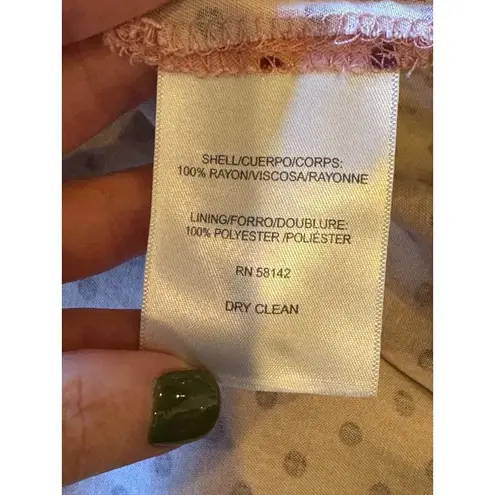 SHELL/CUERPO/CORPS:
100% RAYON/VISCOSA/RAYONNE
LINING/FORRO/DOUBLURE:
100% POLYESTER /POLIÉSTER
RN 58142
DRY CLEAN